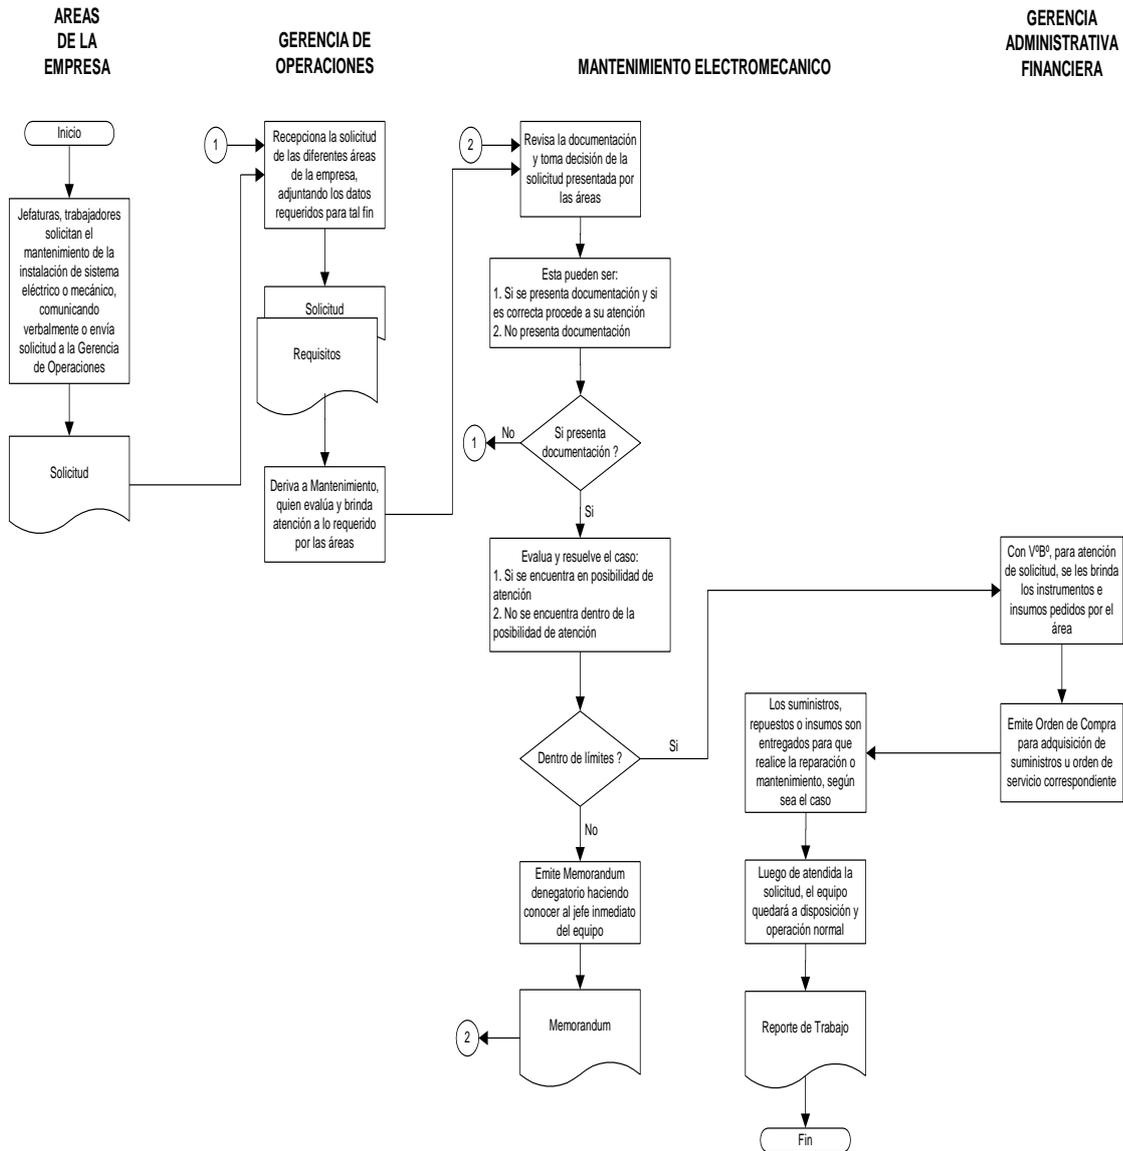 AREAS
DE LA
EMPRESA
GERENCIA DE
OPERACIONES
MANTENIMIENTO ELECTROMECANICO
GERENCIA
ADMINISTRATIVA
FINANCIERA
Inicio
Jefaturas, trabajadores
solicitan el
mantenimiento de la
instalación de sistema
eléctrico o mecánico,
comunicando
verbalmente o envía
solicitud a la Gerencia
de Operaciones
Solicitud
1
Recepciona la solicitud
de las diferentes áreas
de la empresa,
adjuntando los datos
requeridos para tal fin
Solicitud
Requisitos
Deriva a Mantenimiento,
quien evalúa y brinda
atención a lo requerido
por las áreas
2
Revisa la documentación
y toma decisión de la
solicitud presentada por
las áreas
Esta pueden ser:
1. Si se presenta documentación y si
es correcta procede a su atención
2. No presenta documentación
Si presenta
documentación ?
No
1
Si
Evalua y resuelve el caso:
1. Si se encuentra en posibilidad de
atención
2. No se encuentra dentro de la
posibilidad de atención
Dentro de límites ?
Si
No
Emite Memorandum
denegatorio haciendo
conocer al jefe inmediato
del equipo
Memorandum
2
Con VºBº, para atención
de solicitud, se les brinda
los instrumentos e
insumos pedidos por el
área
Emite Orden de Compra
para adquisición de
suministros u orden de
servicio correspondiente
Los suministros,
repuestos o insumos son
entregados para que
realice la reparación o
mantenimiento, según
sea el caso
Luego de atendida la
solicitud, el equipo
quedará a disposición y
operación normal
Reporte de Trabajo
Fin